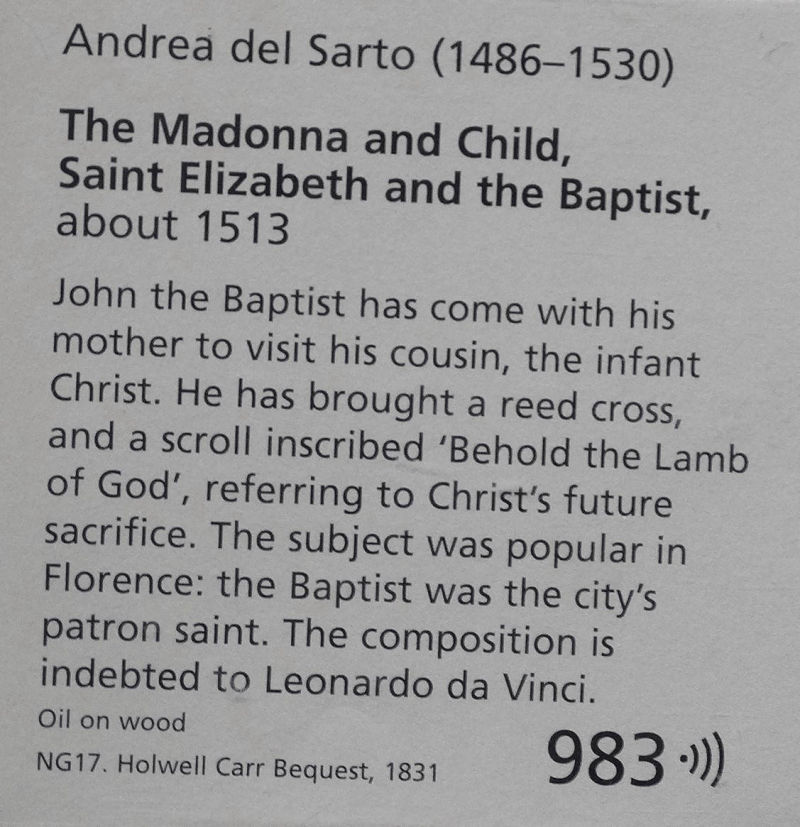 Andrea del Sarto (1486–1530)
The Madonna and Child,
Saint Elizabeth and the Baptist,
about 1513
John the Baptist has come with his
mother to visit his cousin, the infant
Christ. He has brought a reed cross,
and a scroll inscribed ‘Behold the Lamb
of God’, referring to Christ’s future
sacrifice. The subject was popular in
Florence: the Baptist was the city’s
patron saint. The composition is
indebted to Leonardo da Vinci.
Oil on wood
NG17. Holwell Carr Bequest, 1831
983